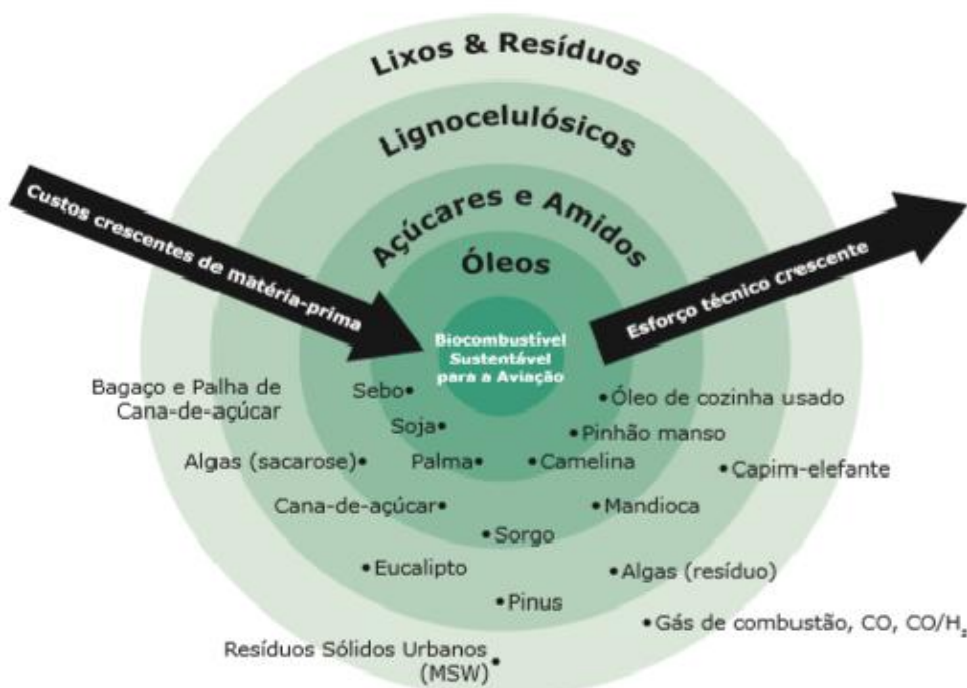 Lixos & Resíduos
Lignocelulósicos
Açúcares e Amidos
Óleos
Custos crescentes de matéria-prima
Esforço técnico crescente
Biocombustível
Sustentável
para a Aviação
Bagaço e Palha de
Cana-de-açúcar
Sebo•
•Óleo de cozinha usado
Soja•
•Pinhão manso
Algas (sacarose)•
Palma•
•Camelina
•Capim-elefante
Cana-de-açúcar•
•Mandioca
•Sorgo
•Eucalipto
•Algas (resíduo)
•Pinus
•Gás de combustão, CO, CO/H₂
Resíduos Sólidos Urbanos•
(MSW)